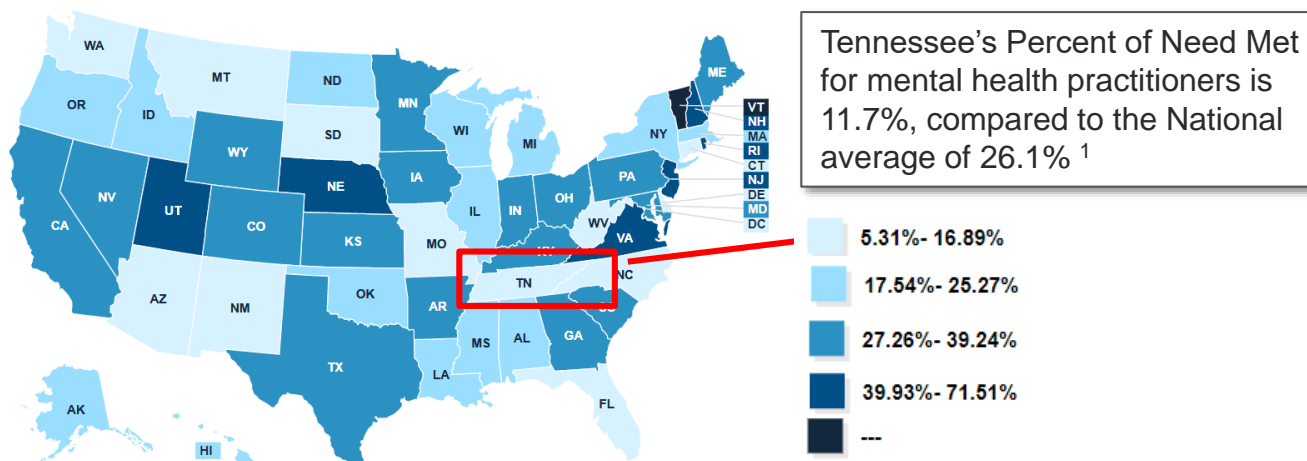 Tennessee's Percent of Need Met
for mental health practitioners is
11.7%, compared to the National
average of 26.1% 1
WA
MT
ND
MN
ME
OR
ID
SD
WI
MI
NY
VT
NH
MA
RI
CT
NJ
DE
MD
DC
WY
IA
NE
PA
NV
UT
CO
IL
IN
OH
WV
VA
CA
KS
MO
KY
AZ
NM
OK
AR
TN
NC
SC
MS
AL
GA
TX
LA
FL
AK
HI
5.31%- 16.89%
17.54%- 25.27%
27.26%- 39.24%
39.93%- 71.51%
---